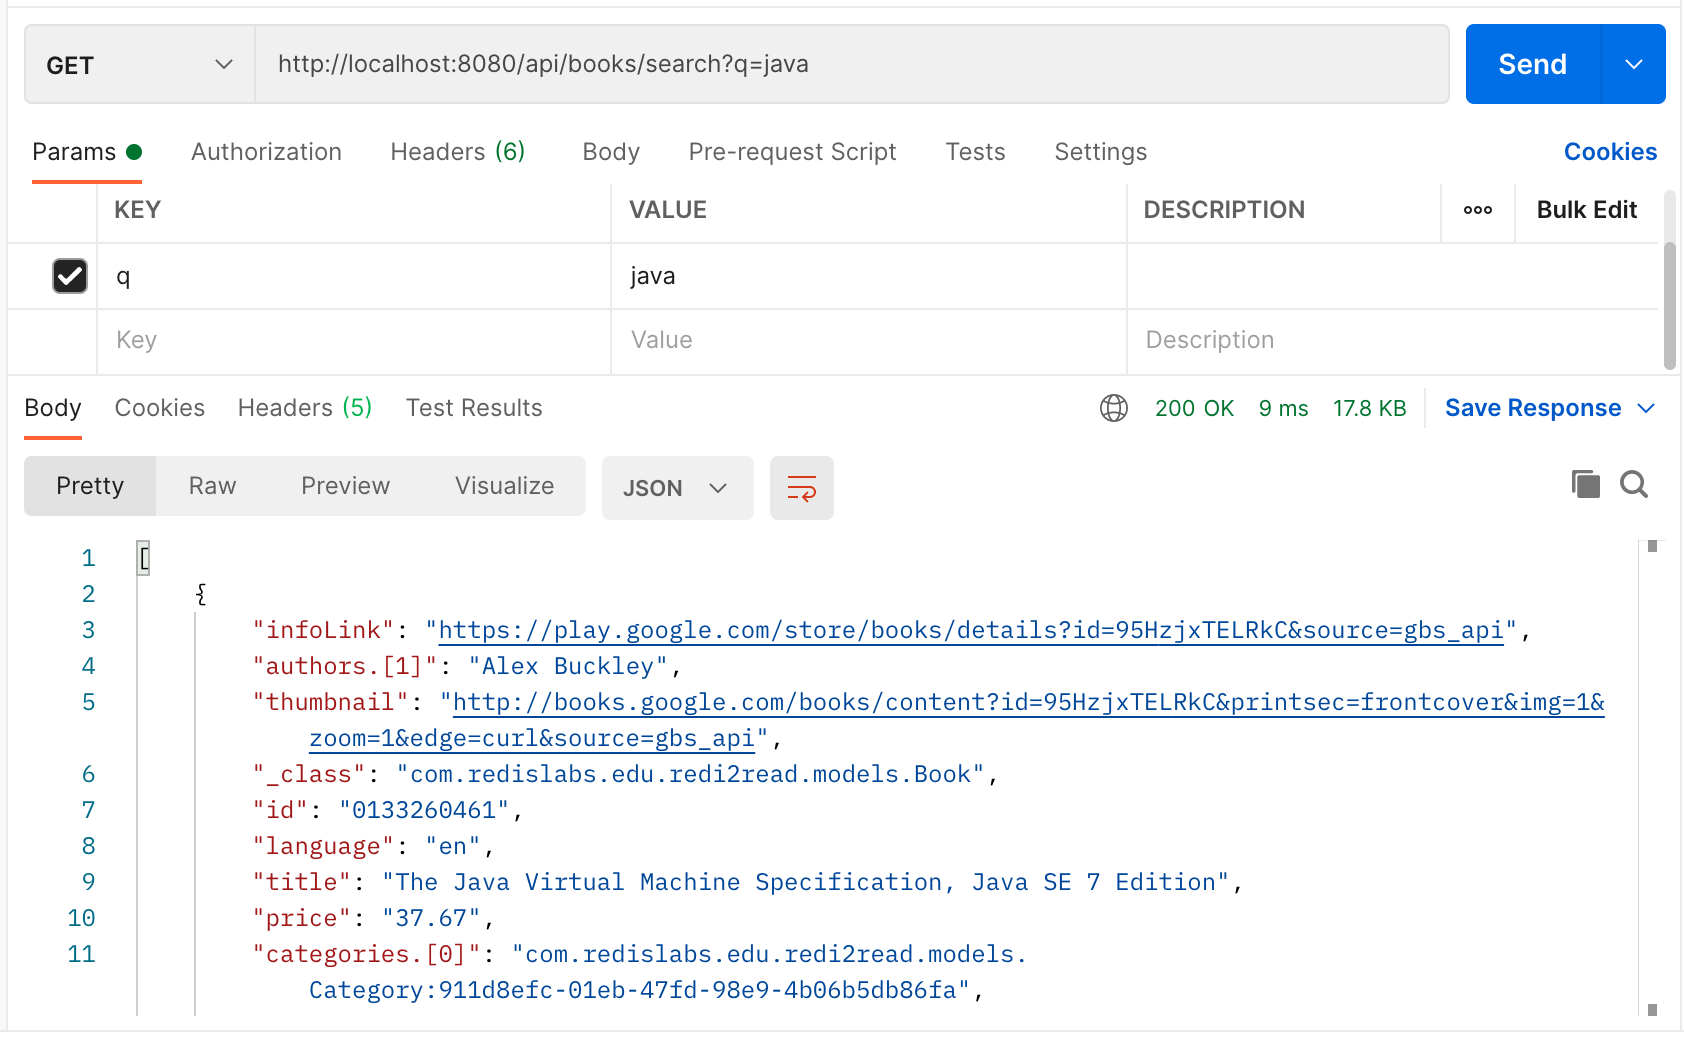 GET http://localhost:8080/api/books/search?q=java Send
Params Authorization Headers (6) Body Pre-request Script Tests Settings Cookies
KEY VALUE DESCRIPTION ooo Bulk Edit
q java
Key Value Description
Body Cookies Headers (5) Test Results 200 OK 9 ms 17.8 KB Save Response
Pretty Raw Preview Visualize JSON
1 [
2 {
3 "infoLink": "https://play.google.com/store/books/details?id=95HzjxTELRkC&source=gbs_api",
4 "authors.[1]": "Alex Buckley",
5 "thumbnail": "http://books.google.com/books/content?id=95HzjxTELRkC&printsec=frontcover&img=1&
zoom=1&edge=curl&source=gbs_api",
6 "_class": "com.redislabs.edu.redi2read.models.Book",
7 "id": "0133260461",
8 "language": "en",
9 "title": "The Java Virtual Machine Specification, Java SE 7 Edition",
10 "price": "37.67",
11 "categories.[0]": "com.redislabs.edu.redi2read.models.
Category:911d8efc-01eb-47fd-98e9-4b06b5db86fa",